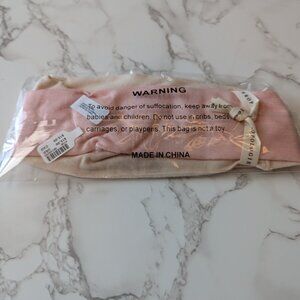 WARNING
To avoid danger of suffocation, keep away from
babies and children. Do not use in cribs, beds,
carriages, or playpens. This bag is not a toy.
MADE IN CHINA